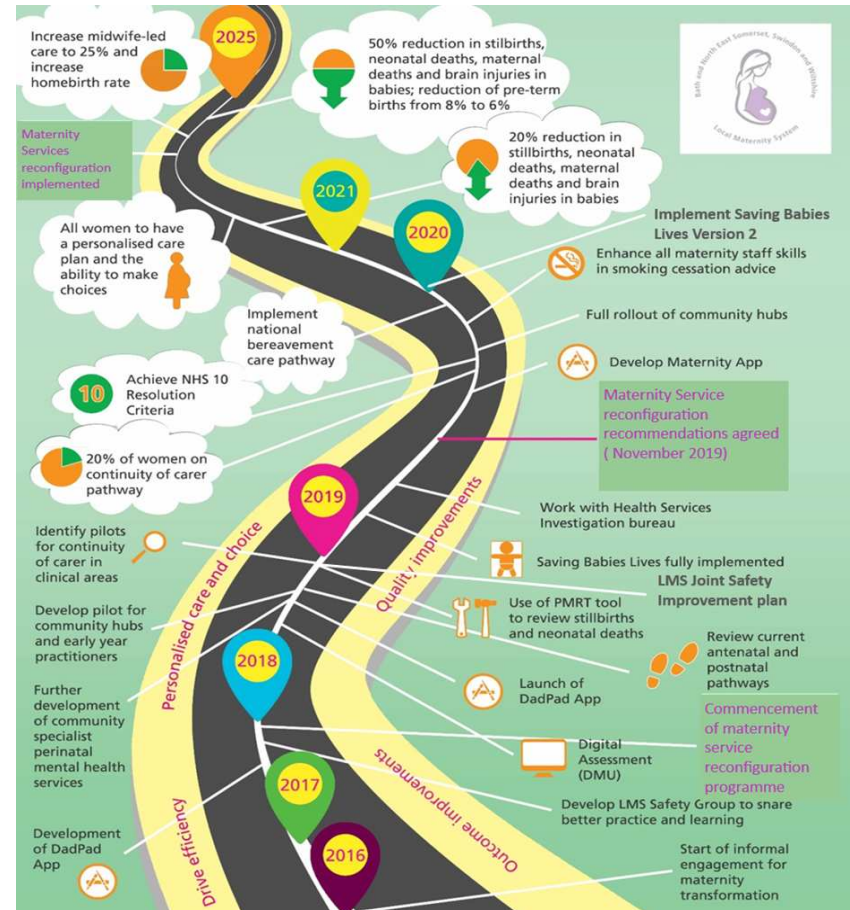 Increase midwife-led
care to 25% and
increase
homebirth rate
2025
50% reduction in stilbirths,
neonatal deaths, maternal
deaths and brain injuries in
babies; reduction of pre-term
births from 8% to 6%
Bath and North East Somerset, Swindon and Wiltshire
Local Maternity System
Maternity
Services
reconfiguration
implemented
20% reduction in
stillbirths, neonatal
deaths, maternal
deaths and brain
injuries in babies
2021
2020
All women to have
a personalised care
plan and the
ability to make
choices
Implement Saving Babies
Lives Version 2
Enhance all maternity staff skills
in smoking cessation advice
Implement
national
bereavement
care pathway
Full rollout of community hubs
Develop Maternity App
10
Achieve NHS 10
Resolution
Criteria
Maternity Service
reconfiguration
recommendations agreed
( November 2019)
20% of women on
continuity of carer
pathway
2019
Work with Health Services
Investigation bureau
Identify pilots
for continuity
of carer in
clinical areas
Personalised care and choice
Quality improvements
Saving Babies Lives fully implemented
LMS Joint Safety
Improvement plan
Use of PMRT tool
to review stillbirths
and neonatal deaths
Develop pilot for
community hubs
and early year
practitioners
Review current
antenatal and
postnatal
pathways
2018
Launch of
DadPad App
Further
development
of community
specialist
perinatal
mental health
services
Commencement
of maternity
service
reconfiguration
programme
Digital
Assessment
(DMU)
2017
Outcome improvements
Develop LMS Safety Group to share
better practice and learning
Development
of DadPad
App
Drive efficiency
2016
Start of informal
engagement for
maternity
transformation